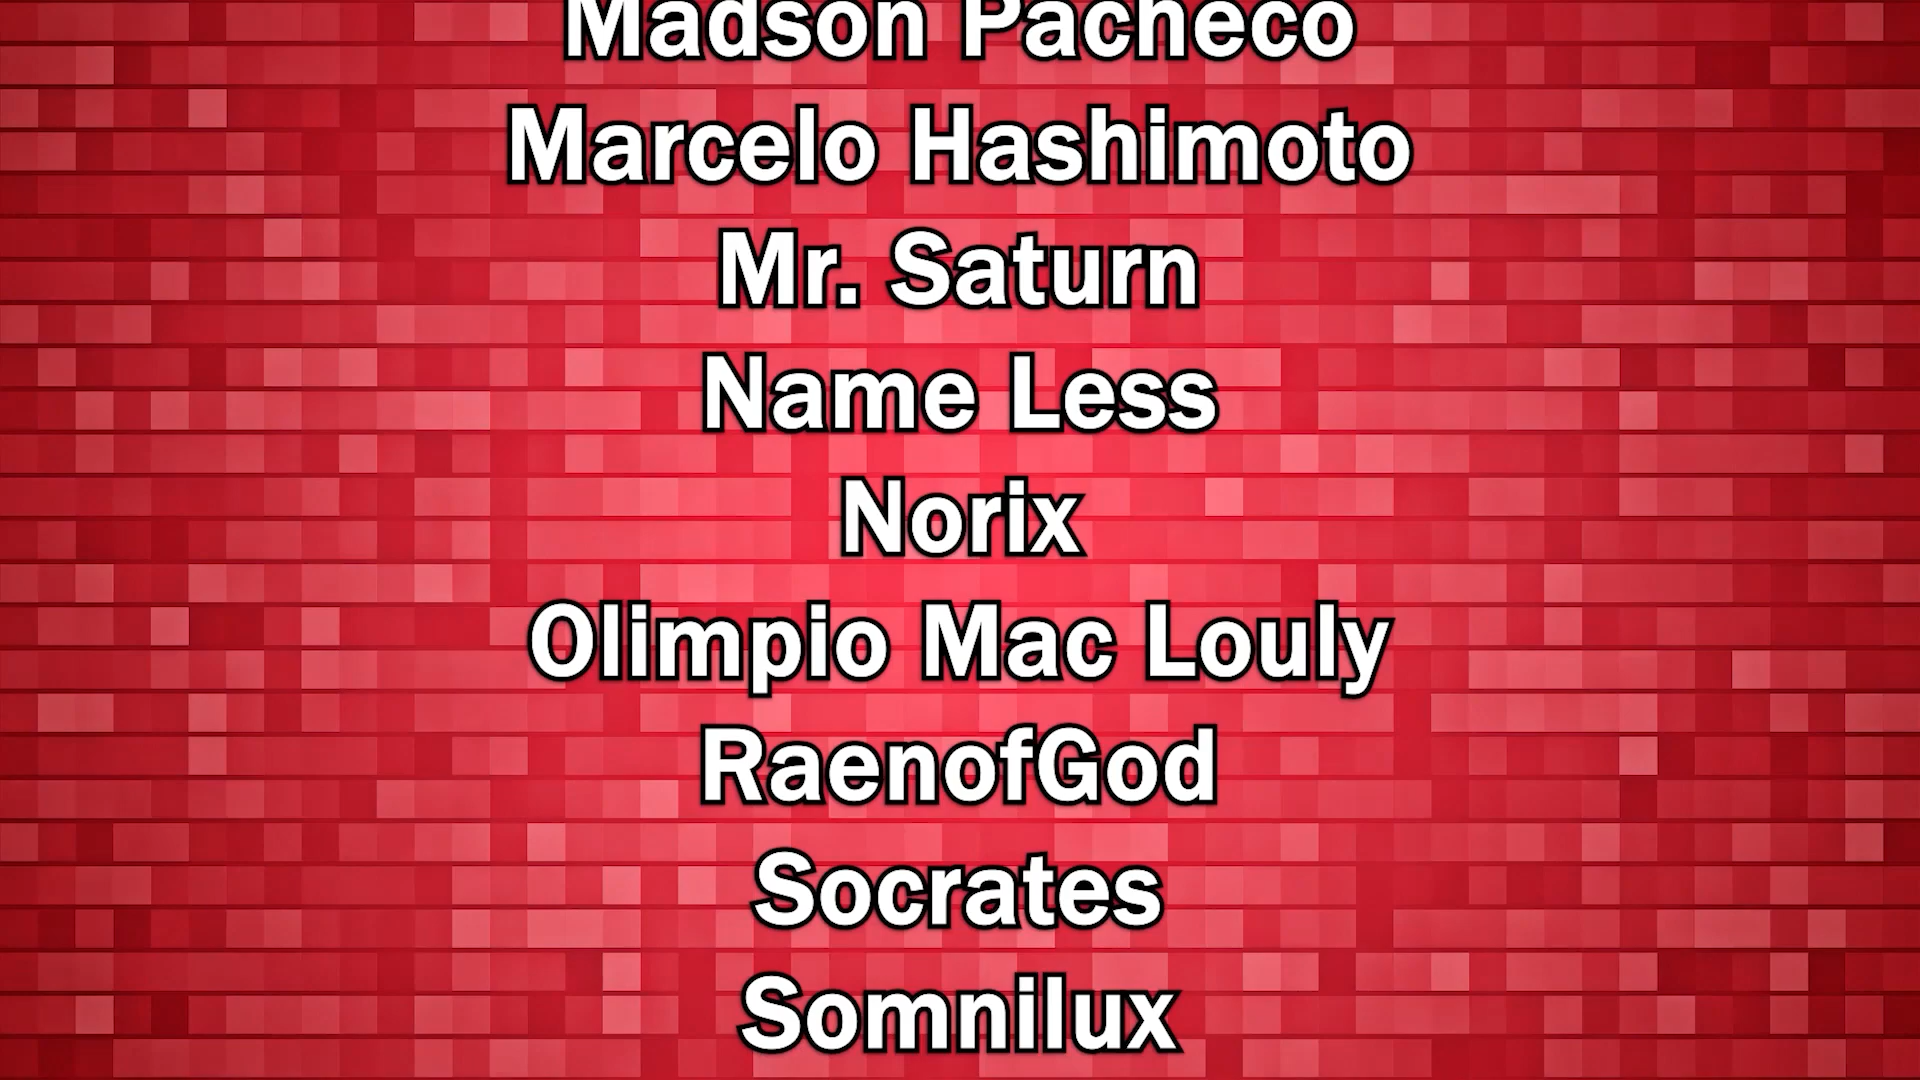 Madson Pacheco
Marcelo Hashimoto
Mr. Saturn
Name Less
Norix
Olimpio Mac Louly
RaenofGod
Socrates
Somnilux